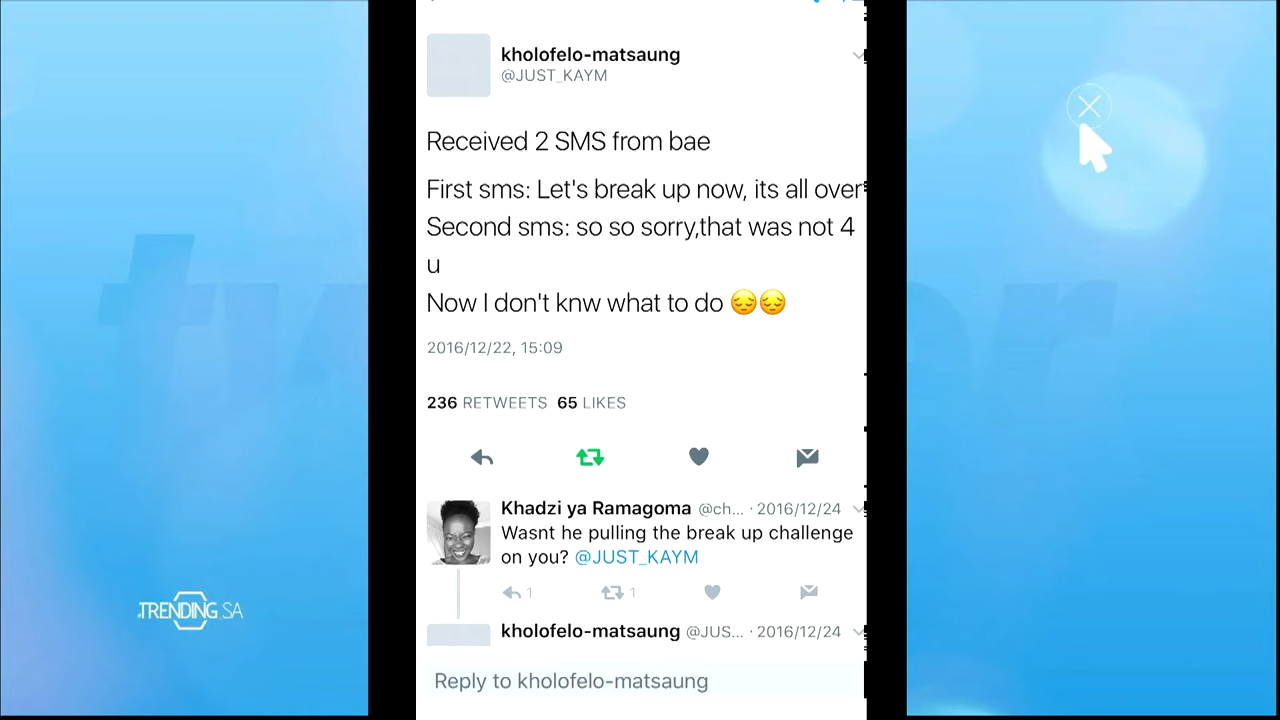 kholofelo-matsaung
@JUST_KAYM
Received 2 SMS from bae
First sms: Let's break up now, its all over
Second sms: so so sorry,that was not 4
u
Now I don't knw what to do 😔😔
2016/12/22, 15:09
236 RETWEETS 65 LIKES
Khadzi ya Ramagoma @ch... · 2016/12/24
Wasnt he pulling the break up challenge
on you? @JUST_KAYM
1 1
kholofelo-matsaung @JUS... · 2016/12/24
Reply to kholofelo-matsaung
TRENDING SA